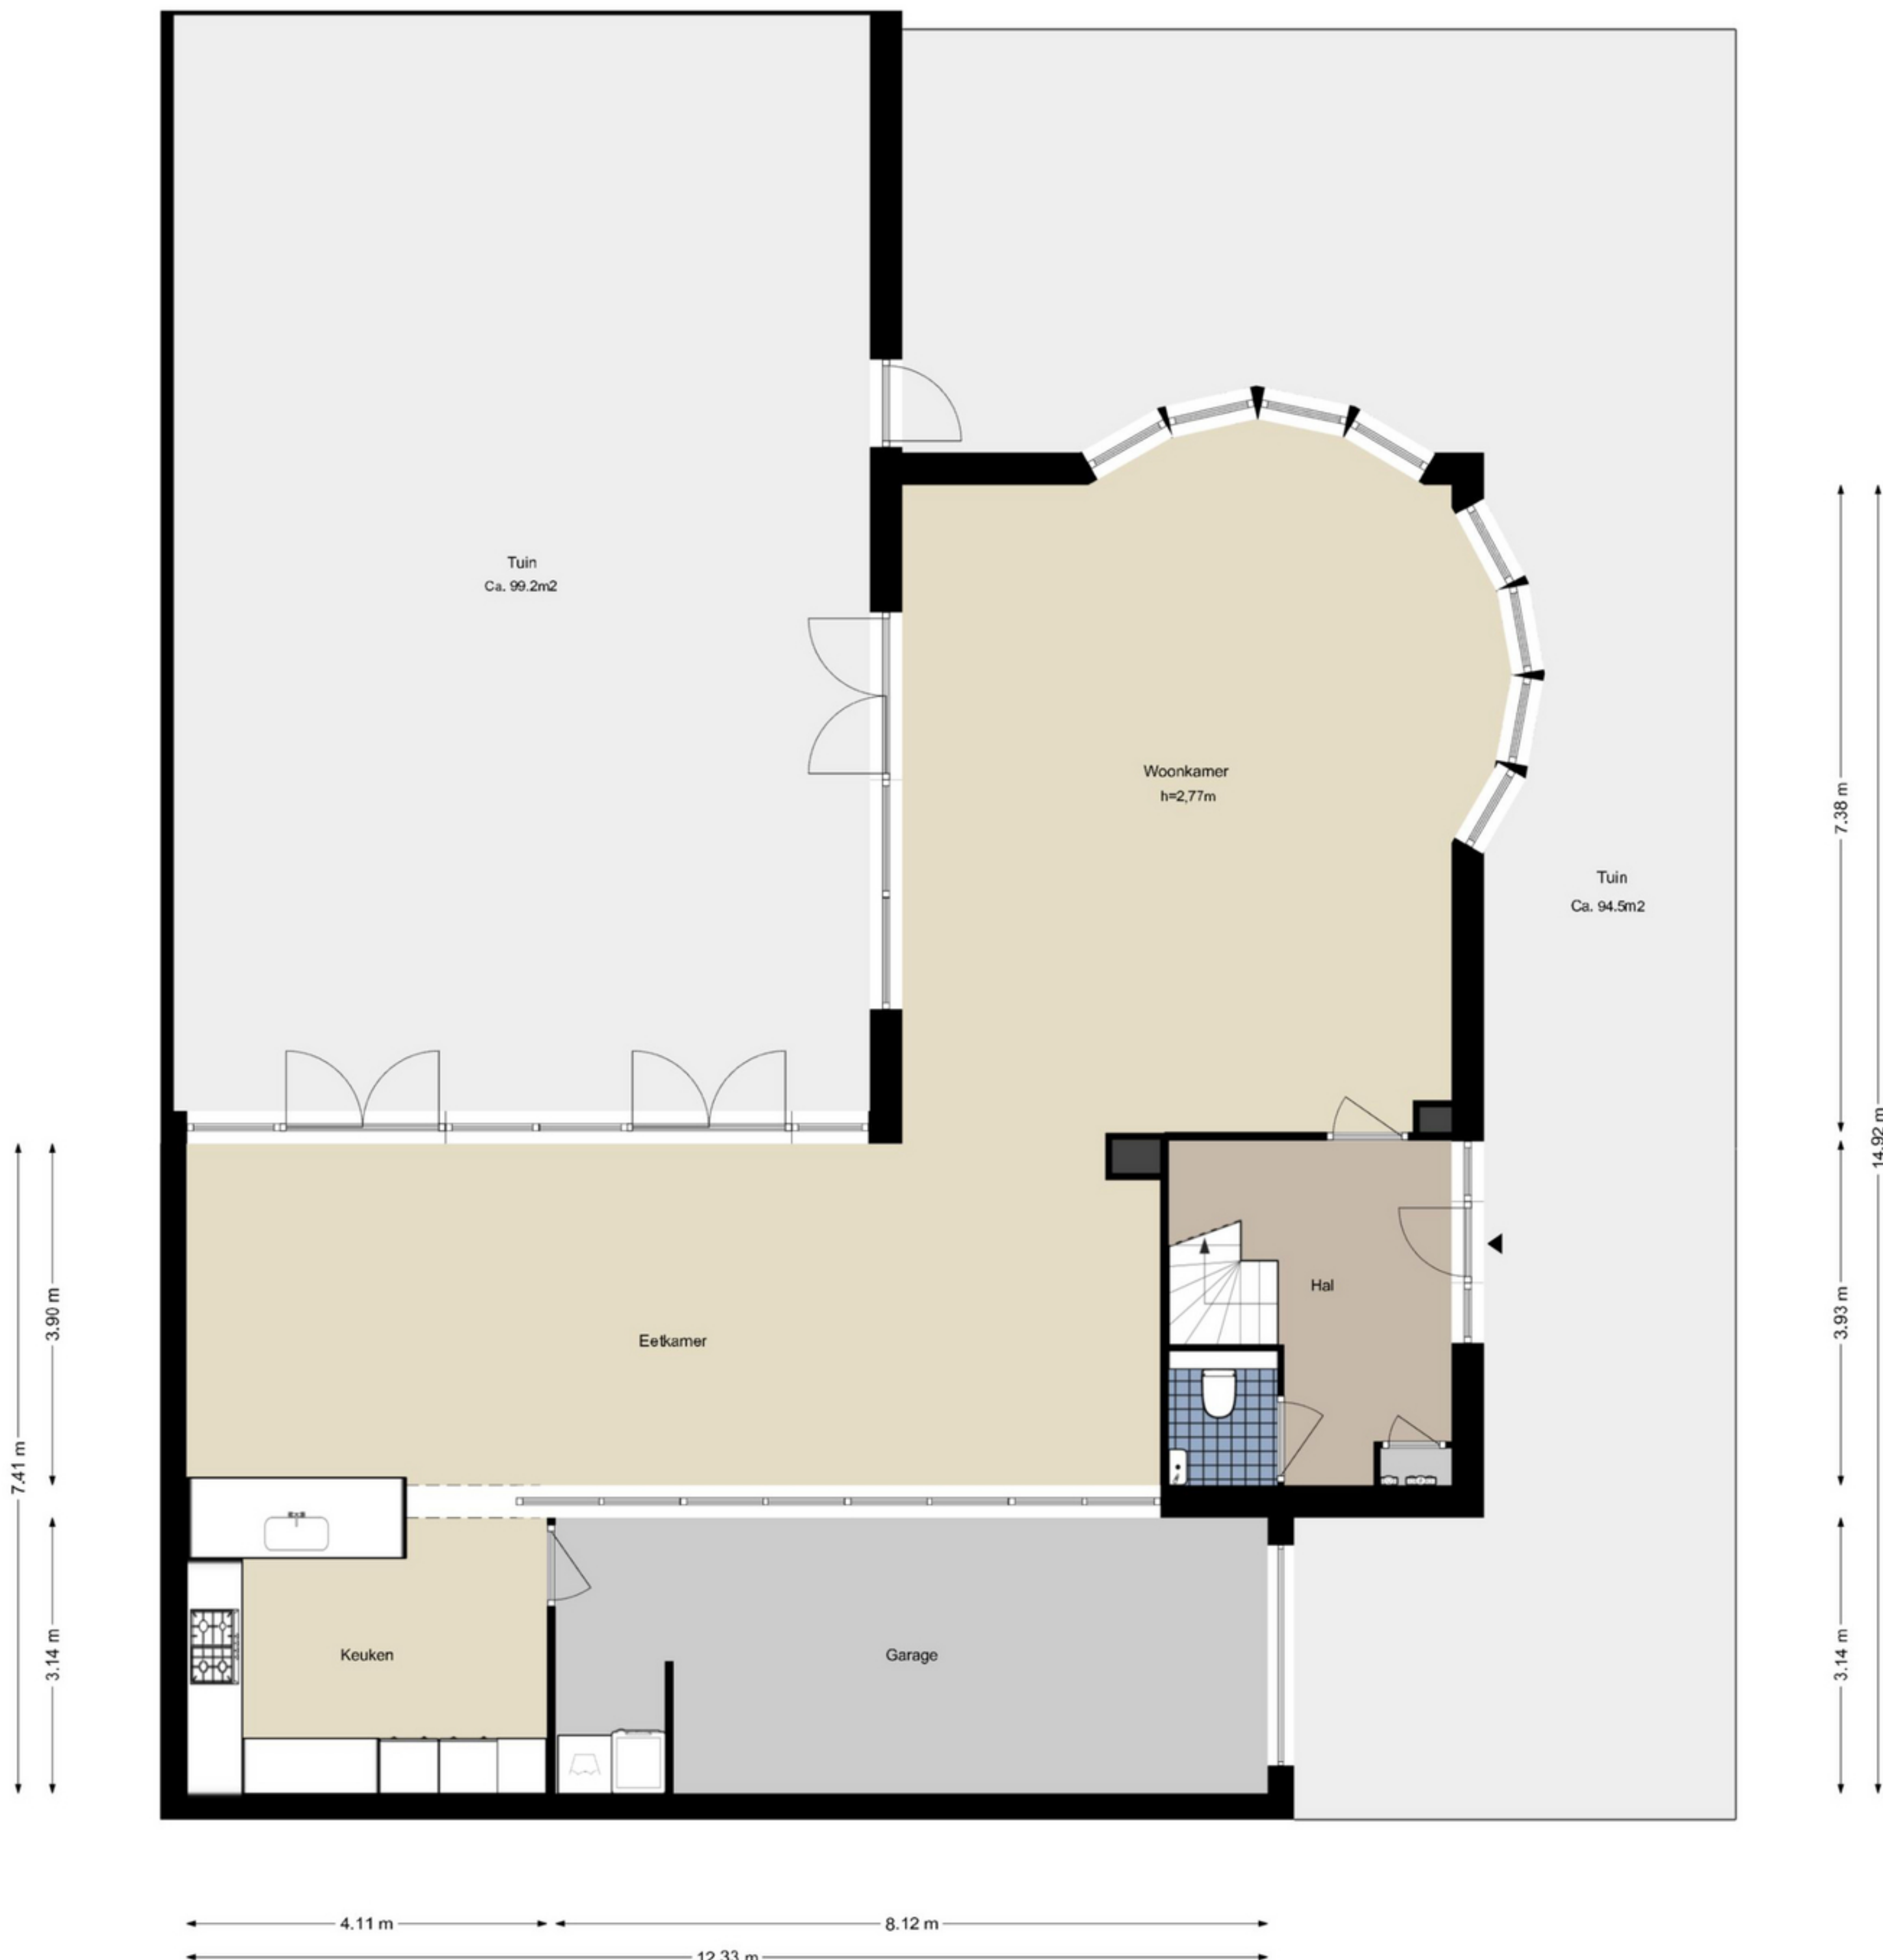 Tuin
Ca. 99.2m2
Woonkamer
h=2,77m
7.38 m
Tuin
Ca. 94.5m2
14.92 m
3.90 m
Hal
3.93 m
Eetkamer
7.41 m
3.14 m
Keuken
Garage
3.14 m
4.11 m
8.12 m
12.33 m